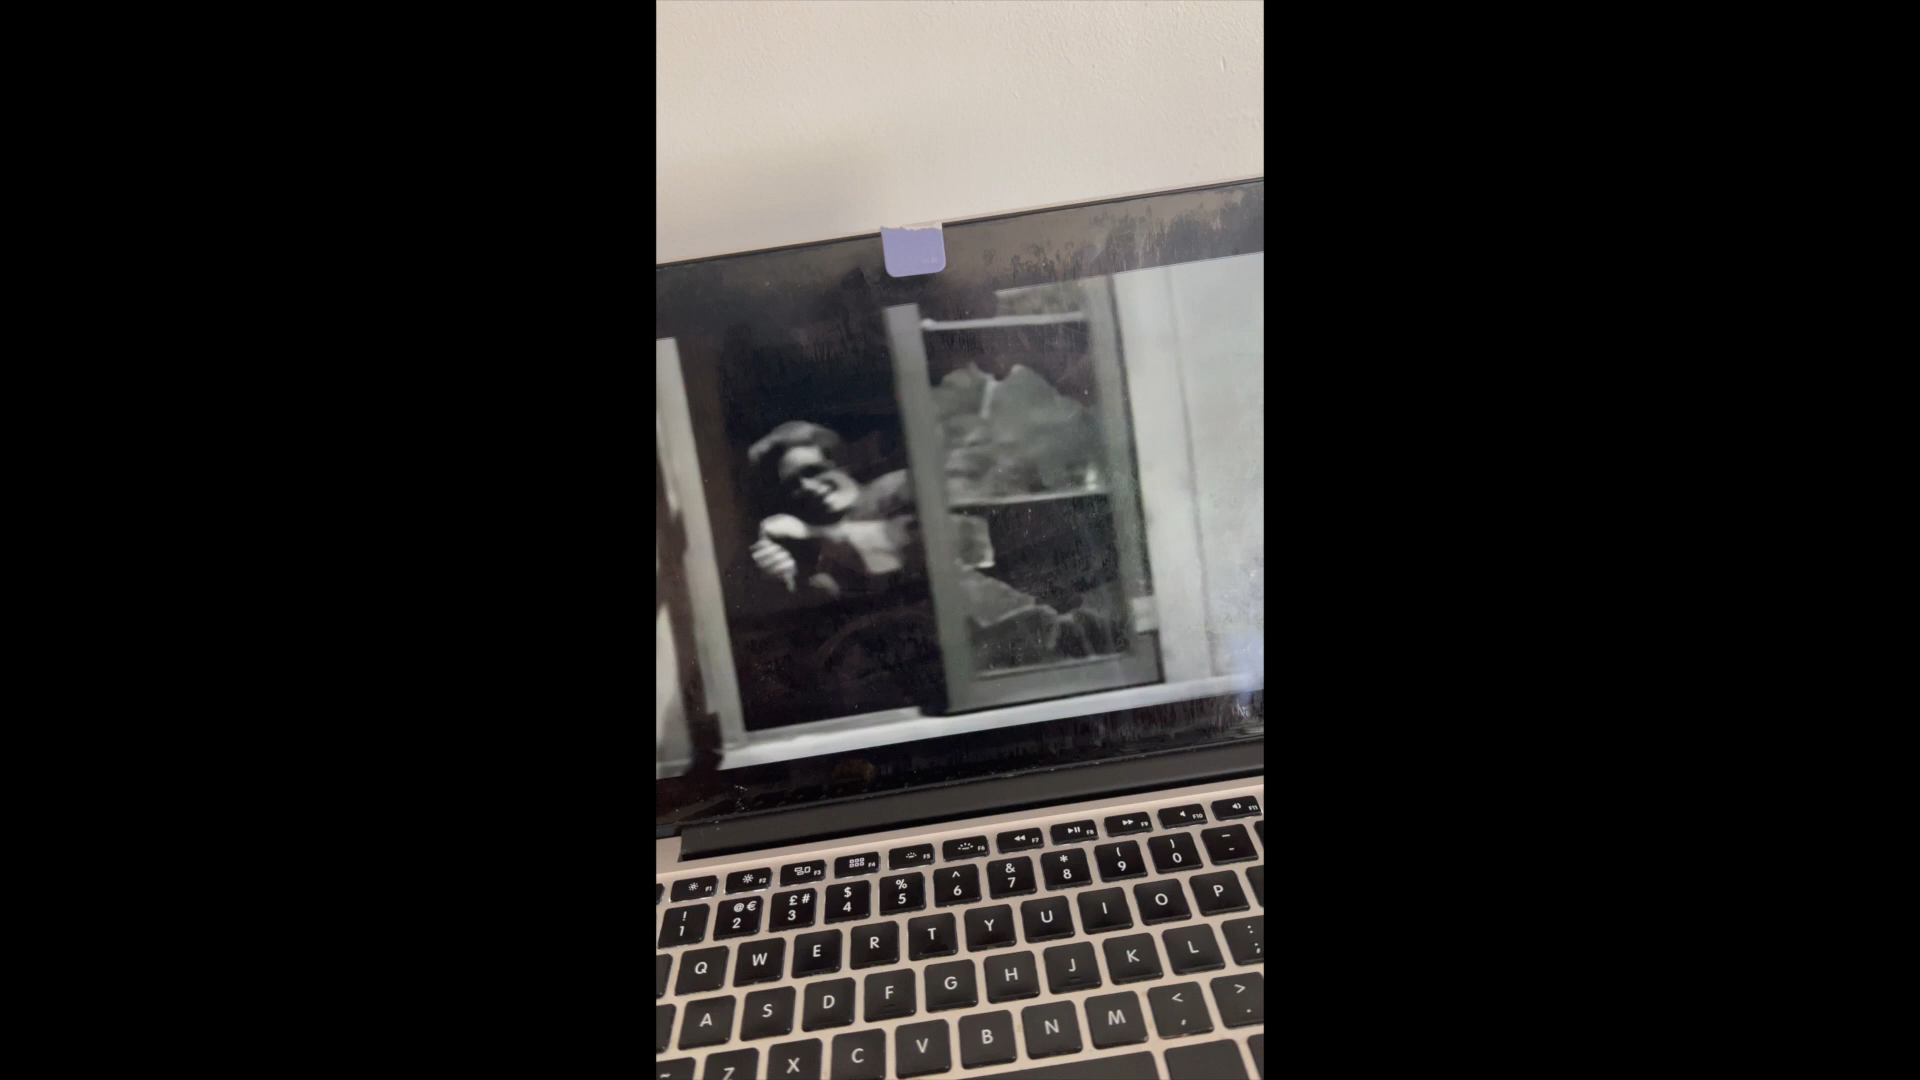 F1 F2 F3 F4 F5 F6 F7 F8 F9 F10 F11
! @ € £ # $ % ^ & * ( ) _
1 2 3 4 5 6 7 8 9 0 -
Q W E R T Y U I O P
A S D F G H J K L : ;
~ Z X C V B N M < , > .